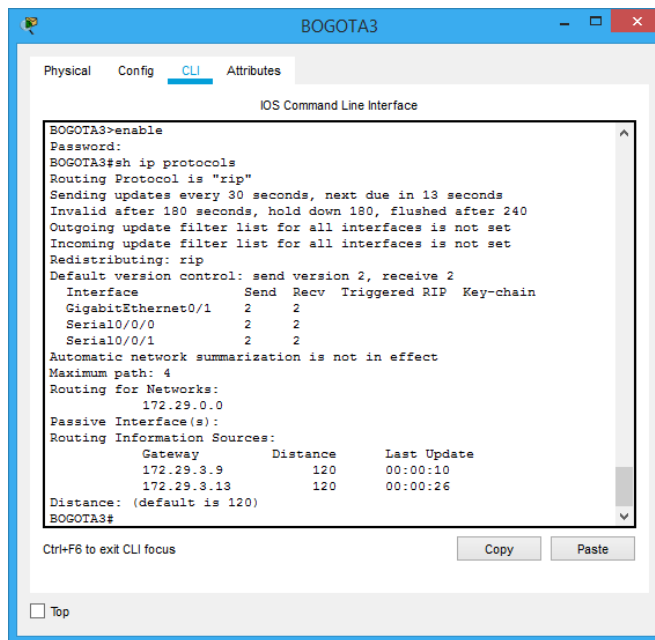 BOGOTA3
Physical Config CLI Attributes
IOS Command Line Interface
BOGOTA3>enable
Password:
BOGOTA3#sh ip protocols
Routing Protocol is "rip"
Sending updates every 30 seconds, next due in 13 seconds
Invalid after 180 seconds, hold down 180, flushed after 240
Outgoing update filter list for all interfaces is not set
Incoming update filter list for all interfaces is not set
Redistributing: rip
Default version control: send version 2, receive 2
Interface Send Recv Triggered RIP Key-chain
GigabitEthernet0/1 2 2
Serial0/0/0 2 2
Serial0/0/1 2 2
Automatic network summarization is not in effect
Maximum path: 4
Routing for Networks:
172.29.0.0
Passive Interface(s):
Routing Information Sources:
Gateway Distance Last Update
172.29.3.9 120 00:00:10
172.29.3.13 120 00:00:26
Distance: (default is 120)
BOGOTA3#
Ctrl+F6 to exit CLI focus Copy Paste
Top